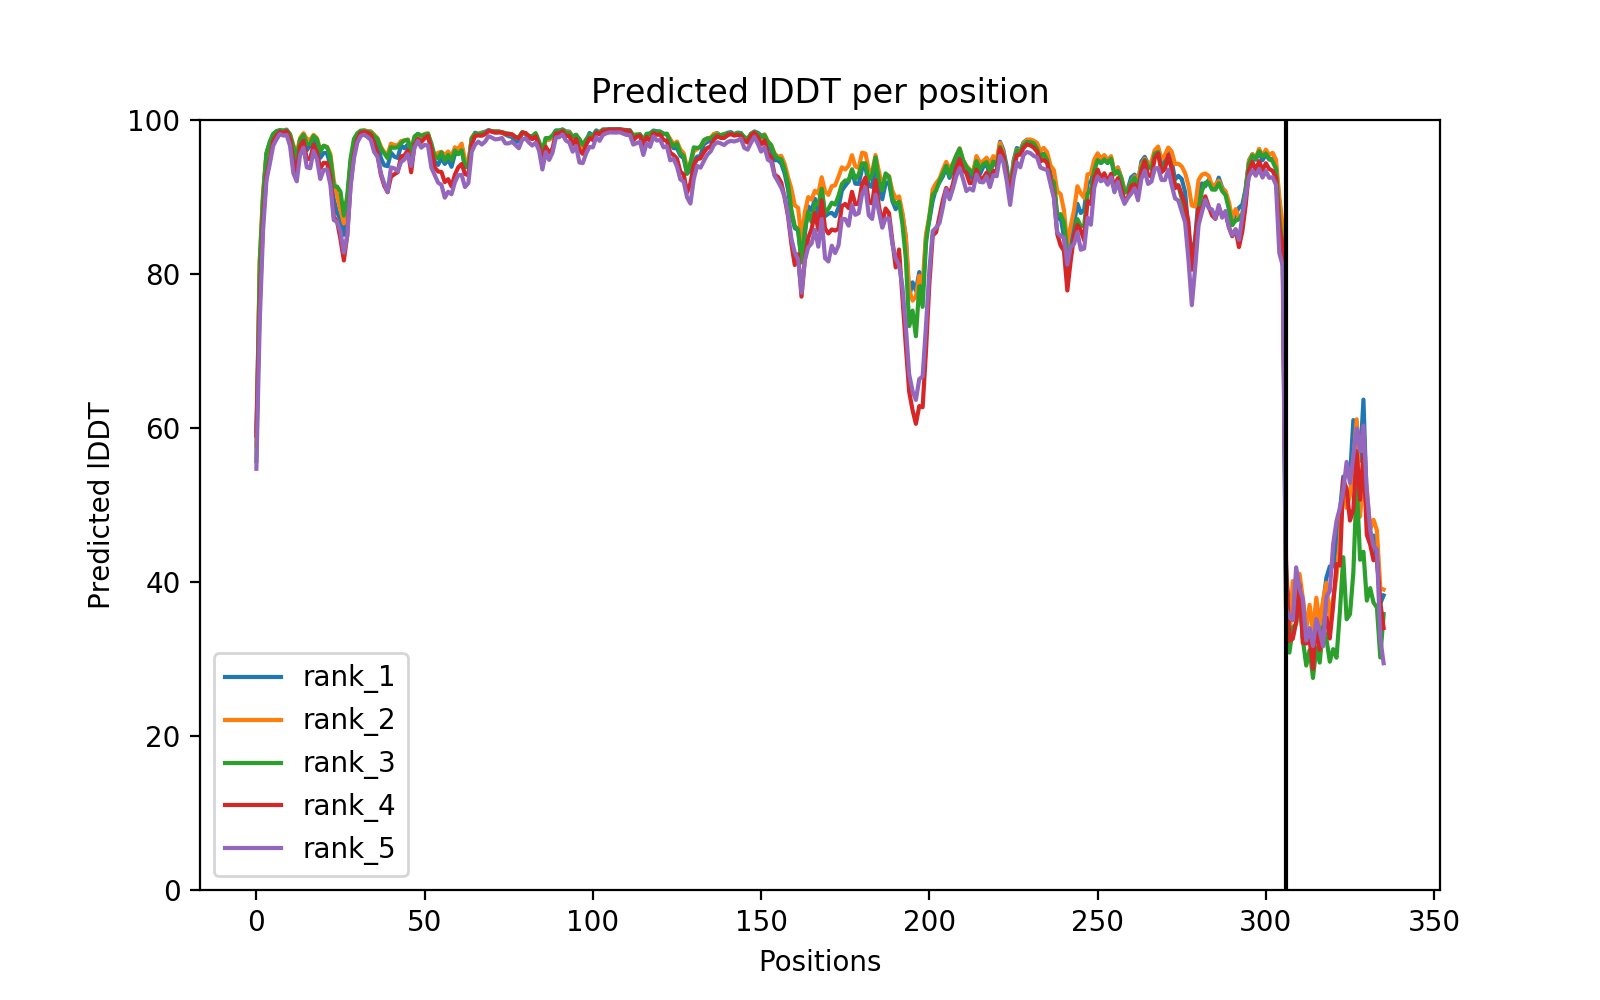 Predicted lDDT per position
100
80
60
40
20
0
Predicted lDDT
rank_1
rank_2
rank_3
rank_4
rank_5
0 50 100 150 200 250 300 350
Positions